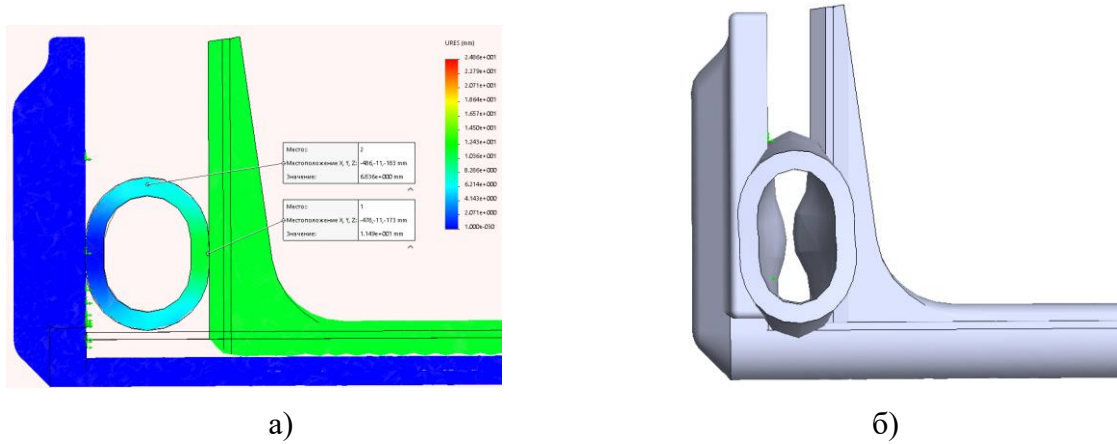 URES (mm)
2.486e+001
2.279e+001
2.071e+001
1.864e+001
1.657e+001
1.450e+001
1.243e+001
1.036e+001
8.286e+000
6.214e+000
4.143e+000
2.071e+000
1.000e-030
Место: 2
Местоположение X, Y, Z: -486,-11,-183 mm
Значение: 6.836e+000 mm
Место: 1
Местоположение X, Y, Z: -476,-11,-173 mm
Значение: 1.149e+001 mm
а)
б)